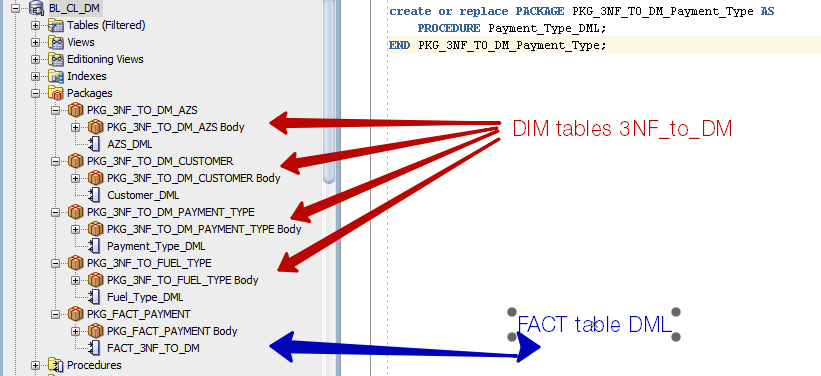 BL_CL_DM
Tables (Filtered)
Views
Editioning Views
Indexes
Packages
PKG_3NF_TO_DM_AZS
PKG_3NF_TO_DM_AZS Body
AZS_DML
PKG_3NF_TO_DM_CUSTOMER
PKG_3NF_TO_DM_CUSTOMER Body
Customer_DML
PKG_3NF_TO_DM_PAYMENT_TYPE
PKG_3NF_TO_DM_PAYMENT_TYPE Body
Payment_Type_DML
PKG_3NF_TO_FUEL_TYPE
PKG_3NF_TO_FUEL_TYPE Body
Fuel_Type_DML
PKG_FACT_PAYMENT
PKG_FACT_PAYMENT Body
FACT_3NF_TO_DM
Procedures
create or replace PACKAGE PKG_3NF_TO_DM_Payment_Type AS
PROCEDURE Payment_Type_DML;
END PKG_3NF_TO_DM_Payment_Type;
DIM tables 3NF_to_DM
FACT table DML